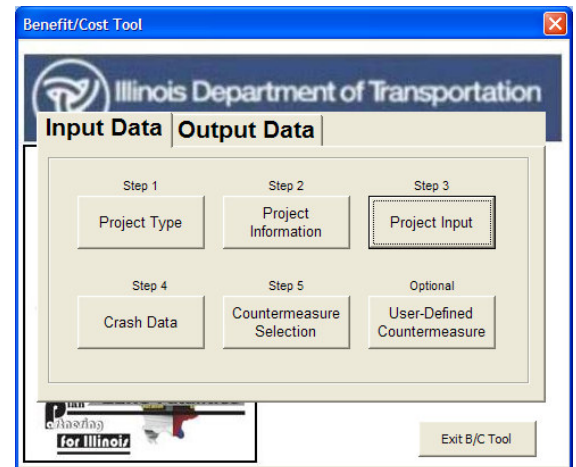 Benefit/Cost Tool
Illinois Department of Transportation
Input Data Output Data
Step 1 Step 2 Step 3
Project Type Project Information Project Input
Step 4 Step 5 Optional
Crash Data Countermeasure Selection User-Defined Countermeasure
Gathering
for Illinois
Exit B/C Tool